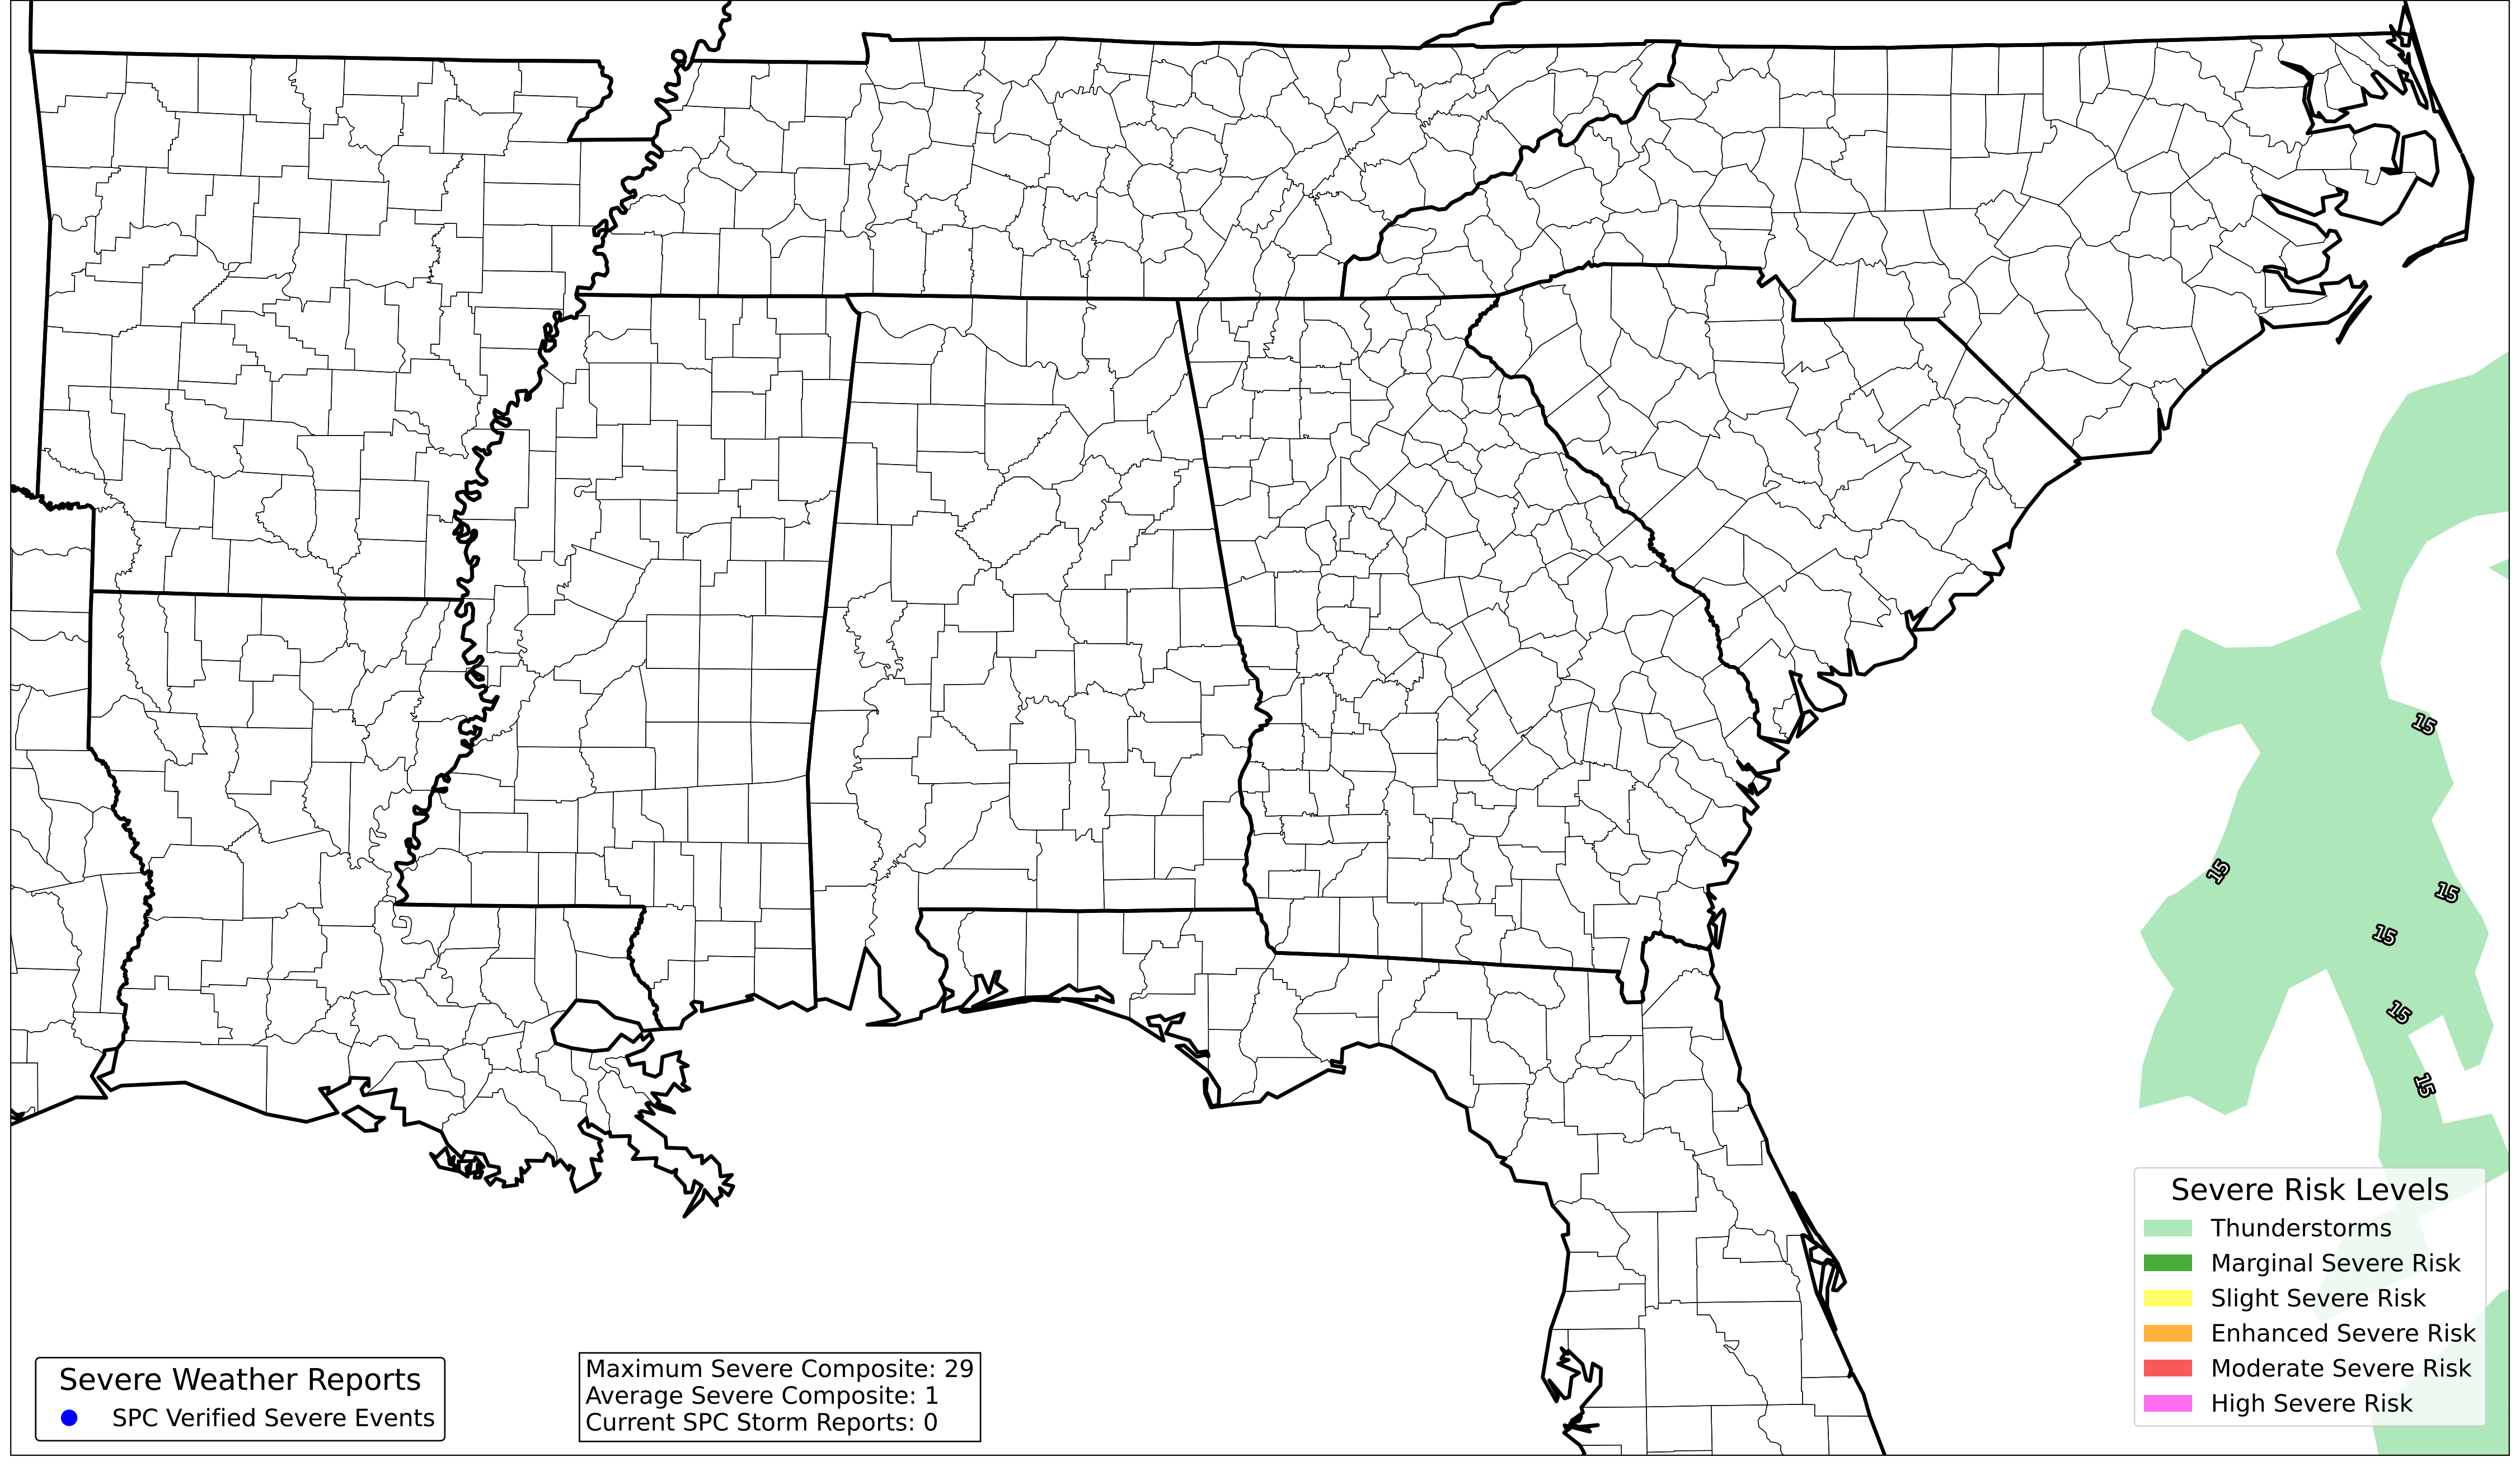 15
15
15
15
15
15
Severe Risk Levels
Thunderstorms
Marginal Severe Risk
Slight Severe Risk
Enhanced Severe Risk
Moderate Severe Risk
High Severe Risk
Severe Weather Reports
SPC Verified Severe Events
Maximum Severe Composite: 29
Average Severe Composite: 1
Current SPC Storm Reports: 0